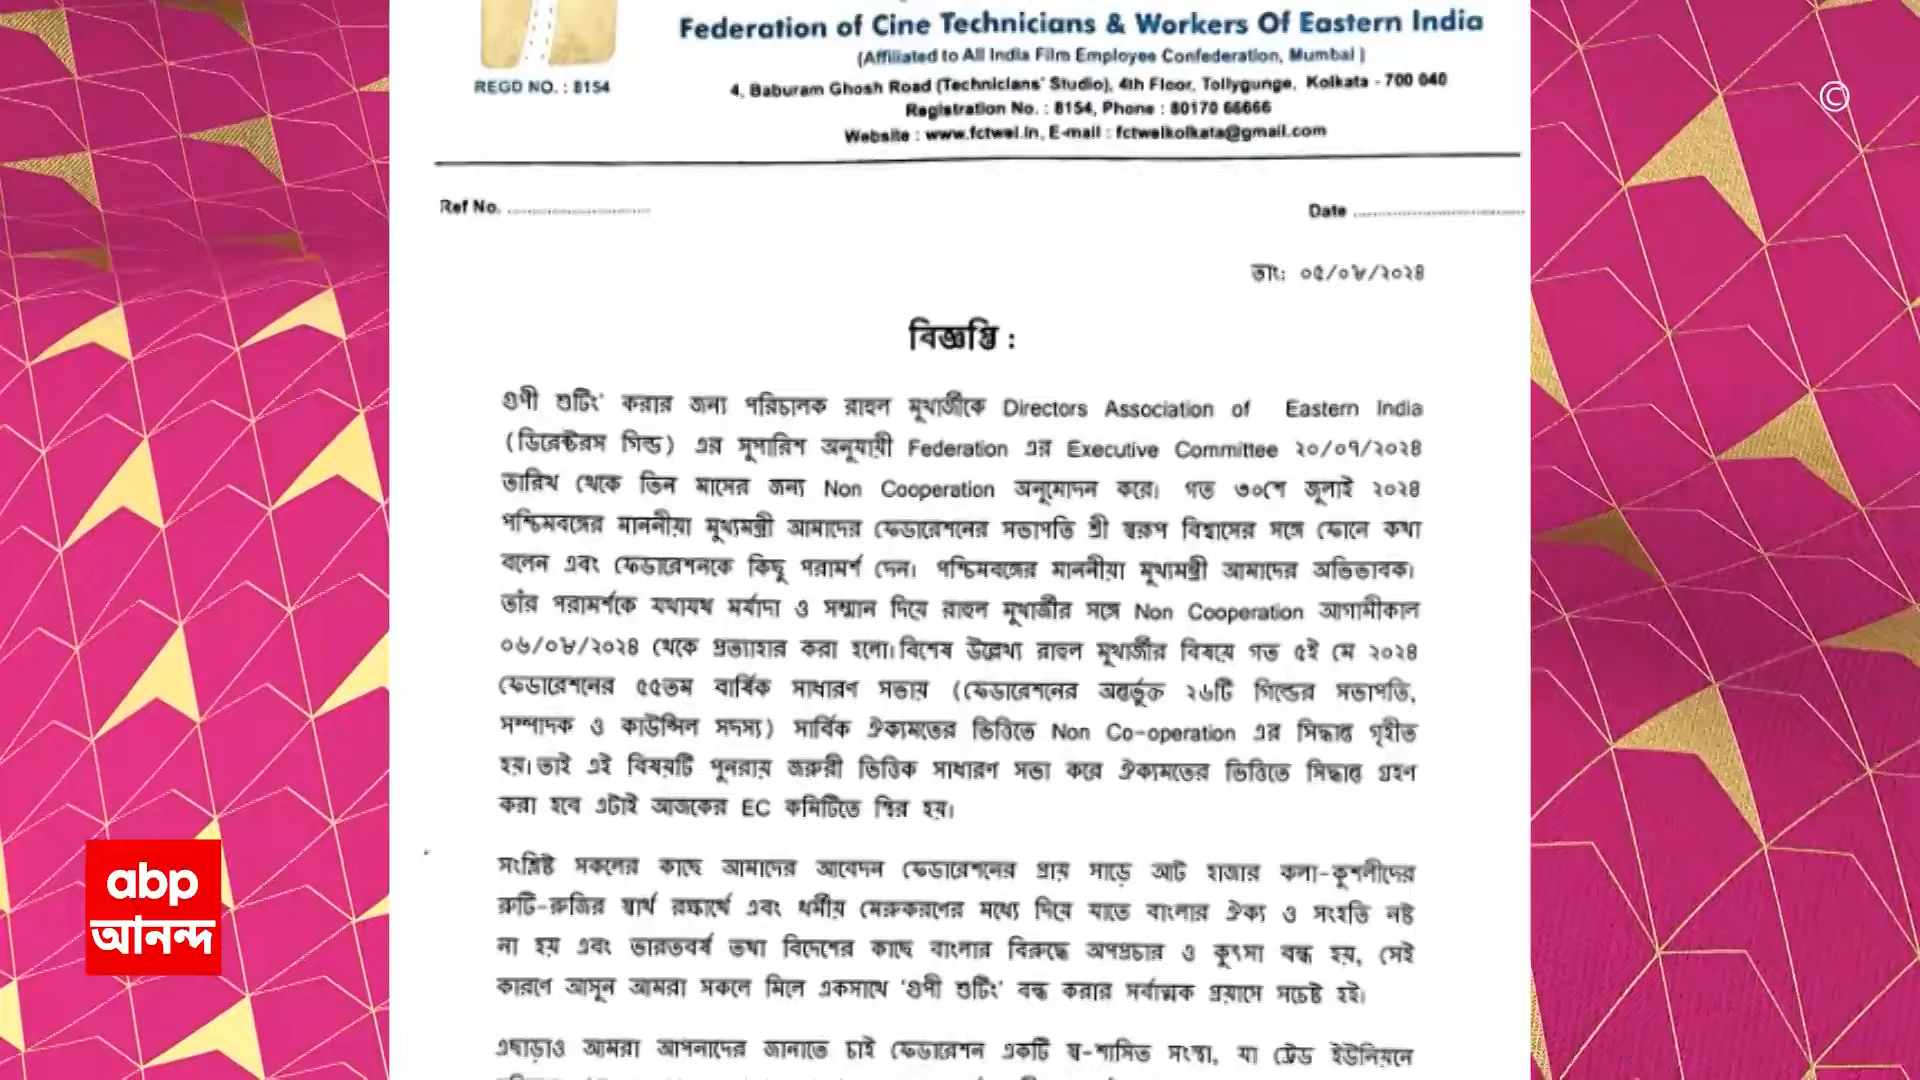 Federation of Cine Technicians & Workers Of Eastern India
(Affiliated to All India Film Employee Confederation, Mumbai)
REGD NO. : 8154
4, Baburam Ghosh Road (Technicians' Studio), 4th Floor, Tollygunge, Kolkata - 700 040
Registration No. : 8154, Phone : 80170 66666
Website : www.fctwei.in, E-mail : fctweikolkata@gmail.com
©
Ref No.
Date
তাং: ০৫/০৮/২০২৪
বিজ্ঞপ্তি :
গুপী শুটিং' করার জন্য পরিচালক রাহুল মুখার্জীকে Directors Association of Eastern India
(ডিরেক্টরস গিল্ড) এর সুপারিশ অনুযায়ী Federation এর Executive Committee ২০/০৭/২০২৪
তারিখ থেকে তিন মাসের জন্য Non Cooperation অনুমোদন করে। গত ৩০শে জুলাই ২০২৪
পশ্চিমবঙ্গের মাননীয়া মুখ্যমন্ত্রী আমাদের ফেডারেশনের সভাপতি শ্রী স্বরূপ বিশ্বাসের সঙ্গে ফোনে কথা
বলেন এবং ফেডারেশনকে কিছু পরামর্শ দেন। পশ্চিমবঙ্গের মাননীয়া মুখ্যমন্ত্রী আমাদের অভিভাবক।
তাঁর পরামর্শকে যথাযথ মর্যাদা ও সম্মান দিয়ে রাহুল মুখার্জীর সঙ্গে Non Cooperation আগামীকাল
০৬/০৮/২০২৪ থেকে প্রত্যাহার করা হলো। বিশেষ উল্লেখ্য রাহুল মুখার্জীর বিষয়ে গত ৫ই মে ২০২৪
ফেডারেশনের ৫৫তম বার্ষিক সাধারণ সভায় (ফেডারেশনের অন্তর্ভুক্ত ২৬টি গিল্ডের সভাপতি,
সম্পাদক ও কাউন্সিল সদস্য) সার্বিক ঐক্যমতের ভিত্তিতে Non Co-operation এর সিদ্ধান্ত গৃহীত
হয়। তাই এই বিষয়টি পুনরায় জরুরী ভিত্তিক সাধারণ সভা করে ঐক্যমতের ভিত্তিতে সিদ্ধান্ত গ্রহণ
করা হবে এটাই আজকের EC কমিটিতে স্থির হয়।
সংশ্লিষ্ট সকলের কাছে আমাদের আবেদন ফেডারেশনের প্রায় সাড়ে আট হাজার কলা-কুশলীদের
রুটি-রুজির স্বার্থ রক্ষার্থে এবং ধর্মীয় মেরুকরণের মধ্যে দিয়ে যাতে বাংলার ঐক্য ও সংহতি নষ্ট
না হয় এবং ভারতবর্ষ তথা বিদেশের কাছে বাংলার বিরুদ্ধে অপপ্রচার ও কুৎসা বন্ধ হয়, সেই
কারণে আসুন আমরা সকলে মিলে একসাথে 'গুপী শুটিং' বন্ধ করার সর্বাত্মক প্রয়াসে সচেষ্ট হই।
এছাড়াও আমরা আপনাদের জানাতে চাই ফেডারেশন একটি স্ব-শাসিত সংস্থা, যা ট্রেড ইউনিয়নে
abp
আনন্দ